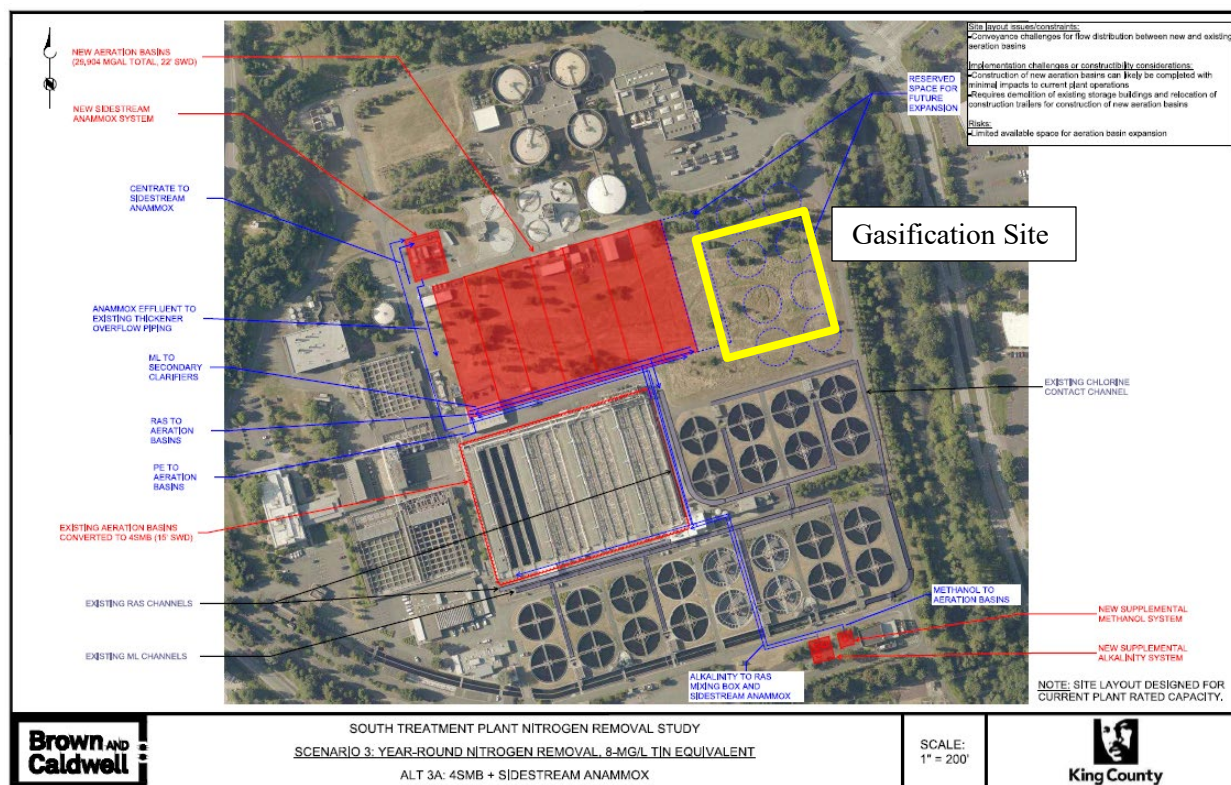 NEW AERATION BASINS
(29,904 MGAL TOTAL, 22' SWD)
NEW SIDESTREAM
ANAMMOX SYSTEM
CENTRATE TO
SIDESTREAM
ANAMMOX
ANAMMOX EFFLUENT TO
EXISTING THICKENER
OVERFLOW PIPING
ML TO
SECONDARY
CLARIFIERS
RAS TO
AERATION
BASINS
PE TO
AERATION
BASINS
EXISTING AERATION BASINS
CONVERTED TO 4SMB (15' SWD)
EXISTING RAS CHANNELS
EXISTING ML CHANNELS
RESERVED
SPACE FOR
FUTURE
EXPANSION
Site layout issues/constraints:
-Conveyance challenges for flow distribution between new and existing
aeration basins
Implementation challenges or constructibility considerations:
-Construction of new aeration basins can likely be completed with
minimal impacts to current plant operations
-Requires demolition of existing storage buildings and relocation of
construction trailers for construction of new aeration basins
Risks:
-Limited available space for aeration basin expansion
Gasification Site
EXISTING CHLORINE
CONTACT CHANNEL
METHANOL TO
AERATION BASINS
NEW SUPPLEMENTAL
METHANOL SYSTEM
NEW SUPPLEMENTAL
ALKALINITY SYSTEM
ALKALINITY TO RAS
MIXING BOX AND
SIDESTREAM ANAMMOX
NOTE: SITE LAYOUT DESIGNED FOR
CURRENT PLANT RATED CAPACITY.
Brown AND
Caldwell
SOUTH TREATMENT PLANT NITROGEN REMOVAL STUDY
SCENARIO 3: YEAR-ROUND NITROGEN REMOVAL, 8-MG/L TIN EQUIVALENT
ALT 3A: 4SMB + SIDESTREAM ANAMMOX
SCALE:
1" = 200'
King County